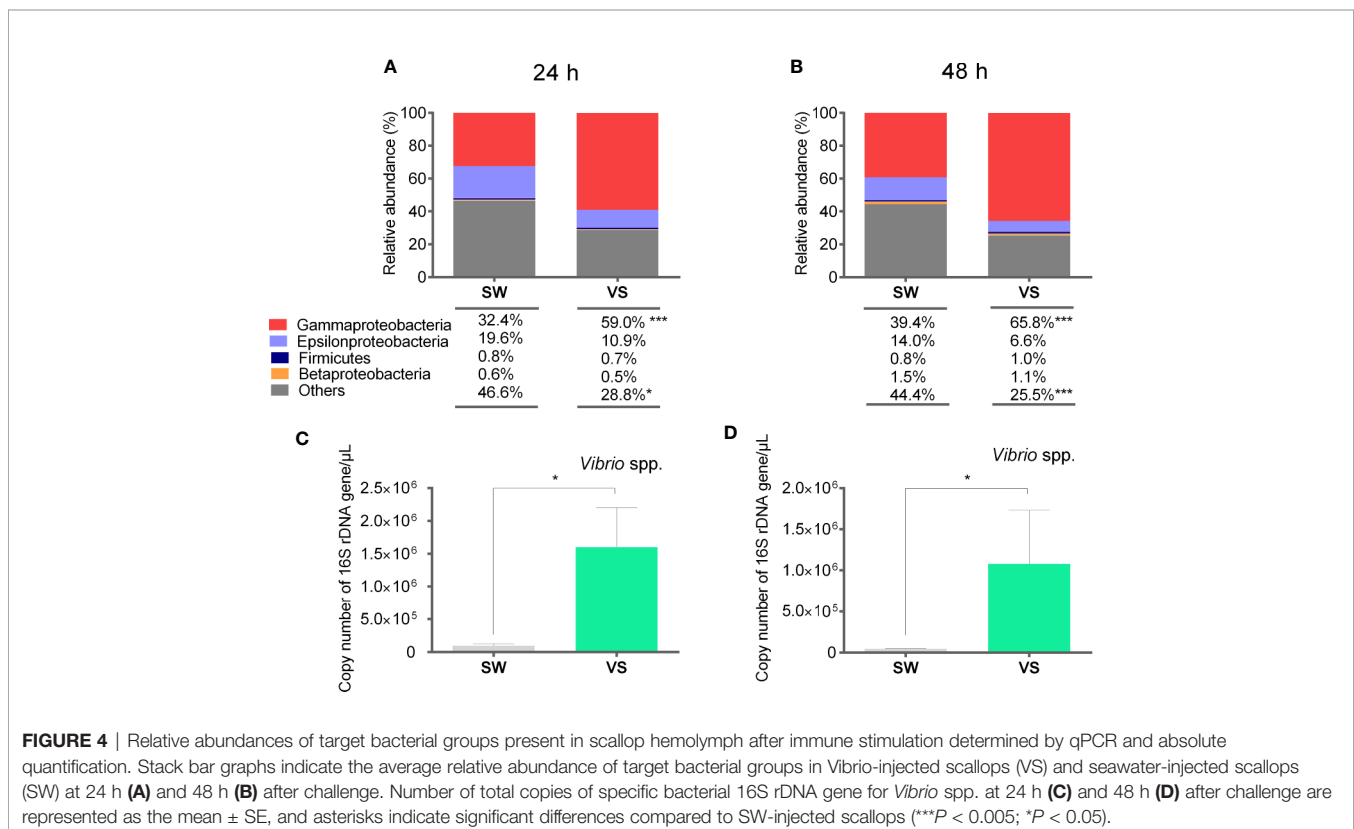 A
24 h
B
48 h
Relative abundance (%)
100
80
60
40
20
0
SW VS
Relative abundance (%)
100
80
60
40
20
0
SW VS
Gammaproteobacteria 32.4% 59.0% *** 39.4% 65.8%***
Epsilonproteobacteria 19.6% 10.9% 14.0% 6.6%
Firmicutes 0.8% 0.7% 0.8% 1.0%
Betaproteobacteria 0.6% 0.5% 1.5% 1.1%
Others 46.6% 28.8%* 44.4% 25.5%***
C
Vibrio spp.
*
Copy number of 16S rDNA gene/µL
2.5×10⁶
2.0×10⁶
1.5×10⁶
1.0×10⁶
5.0×10⁵
0
SW VS
D
Vibrio spp.
*
Copy number of 16S rDNA gene/µL
2.0×10⁶
1.5×10⁶
1.0×10⁶
5.0×10⁵
0
SW VS
FIGURE 4 | Relative abundances of target bacterial groups present in scallop hemolymph after immune stimulation determined by qPCR and absolute
quantification. Stack bar graphs indicate the average relative abundance of target bacterial groups in Vibrio-injected scallops (VS) and seawater-injected scallops
(SW) at 24 h (A) and 48 h (B) after challenge. Number of total copies of specific bacterial 16S rDNA gene for Vibrio spp. at 24 h (C) and 48 h (D) after challenge are
represented as the mean ± SE, and asterisks indicate significant differences compared to SW-injected scallops (***P < 0.005; *P < 0.05).